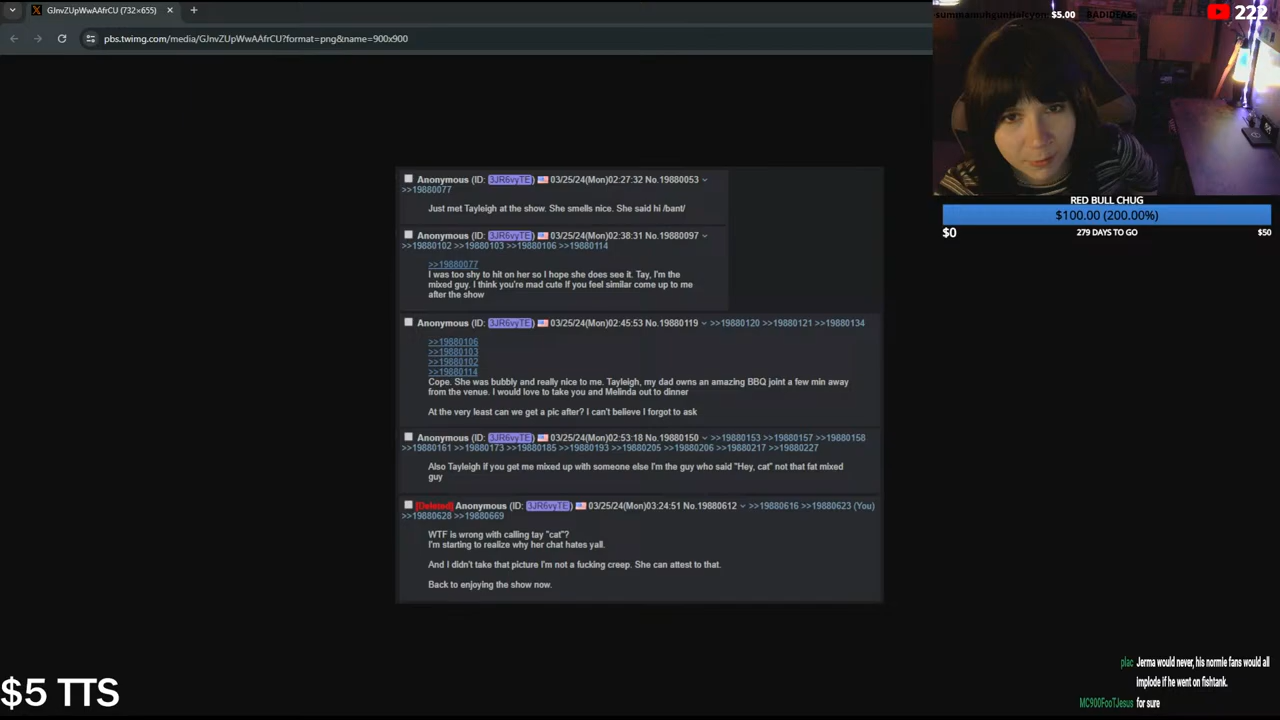 GJnvZUpWwAAfrCU (732×655)
pbs.twimg.com/media/GJnvZUpWwAAfrCU?format=png&name=900x900
$5.00 BADIDEAS
222
RED BULL CHUG
$100.00 (200.00%)
$0 279 DAYS TO GO $50
Anonymous (ID: 3JR6vyTE) 03/25/24(Mon)02:27:32 No.19880053
>>19880077
Just met Tayleigh at the show. She smells nice. She said hi /bant/
Anonymous (ID: 3JR6vyTE) 03/25/24(Mon)02:38:31 No.19880097
>>19880102 >>19880103 >>19880106 >>19880114
>>19880077
I was too shy to hit on her so I hope she does see it. Tay, I'm the
mixed guy. I think you're mad cute If you feel similar come up to me
after the show
Anonymous (ID: 3JR6vyTE) 03/25/24(Mon)02:45:53 No.19880119 >>19880120 >>19880121 >>19880134
>>19880106
>>19880103
>>19880102
>>19880114
Cope. She was bubbly and really nice to me. Tayleigh, my dad owns an amazing BBQ joint a few min away
from the venue. I would love to take you and Melinda out to dinner
At the very least can we get a pic after? I can't believe I forgot to ask
Anonymous (ID: 3JR6vyTE) 03/25/24(Mon)02:53:18 No.19880150 >>19880153 >>19880157 >>19880158
>>19880161 >>19880173 >>19880185 >>19880193 >>19880205 >>19880206 >>19880217 >>19880227
Also Tayleigh if you get me mixed up with someone else I'm the guy who said "Hey, cat" not that fat mixed
guy
[Deleted] Anonymous (ID: 3JR6vyTE) 03/25/24(Mon)03:24:51 No.19880612 >>19880616 >>19880623 (You)
>>19880628 >>19880669
WTF is wrong with calling tay "cat"?
I'm starting to realize why her chat hates yall.
And I didn't take that picture I'm not a fucking creep. She can attest to that.
Back to enjoying the show now.
$5 TTS
plac Jerma would never, his normie fans would all
implode if he went on fishtank.
MC900FooTJesus for sure